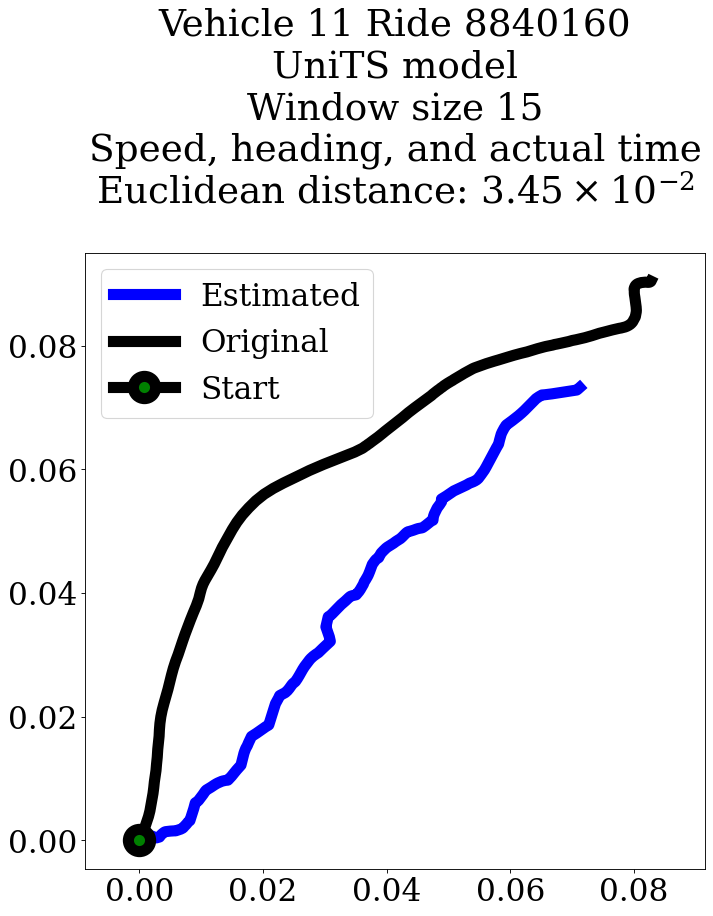 Vehicle 11 Ride 8840160
UniTS model
Window size 15
Speed, heading, and actual time
Euclidean distance: 3.45 × 10⁻²
Estimated
Original
Start
0.08
0.06
0.04
0.02
0.00
0.00 0.02 0.04 0.06 0.08